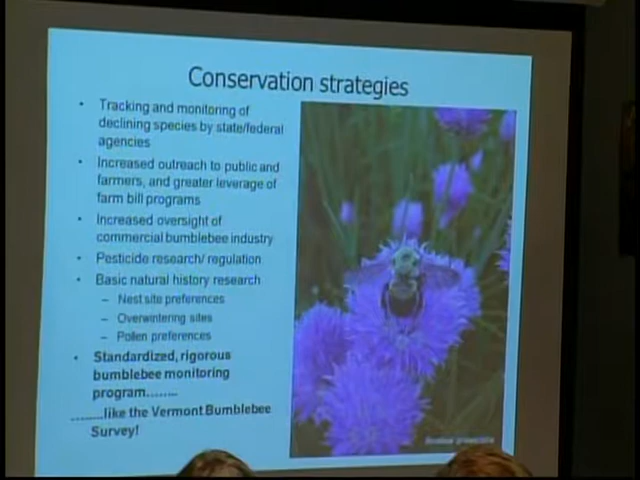 Conservation strategies
• Tracking and monitoring of
declining species by state/federal
agencies
• Increased outreach to public and
farmers, and greater leverage of
farm bill programs
• Increased oversight of
commercial bumblebee industry
• Pesticide research/ regulation
• Basic natural history research
– Nest site preferences
– Overwintering sites
– Pollen preferences
• Standardized, rigorous
bumblebee monitoring
program........
........like the Vermont Bumblebee
Survey!